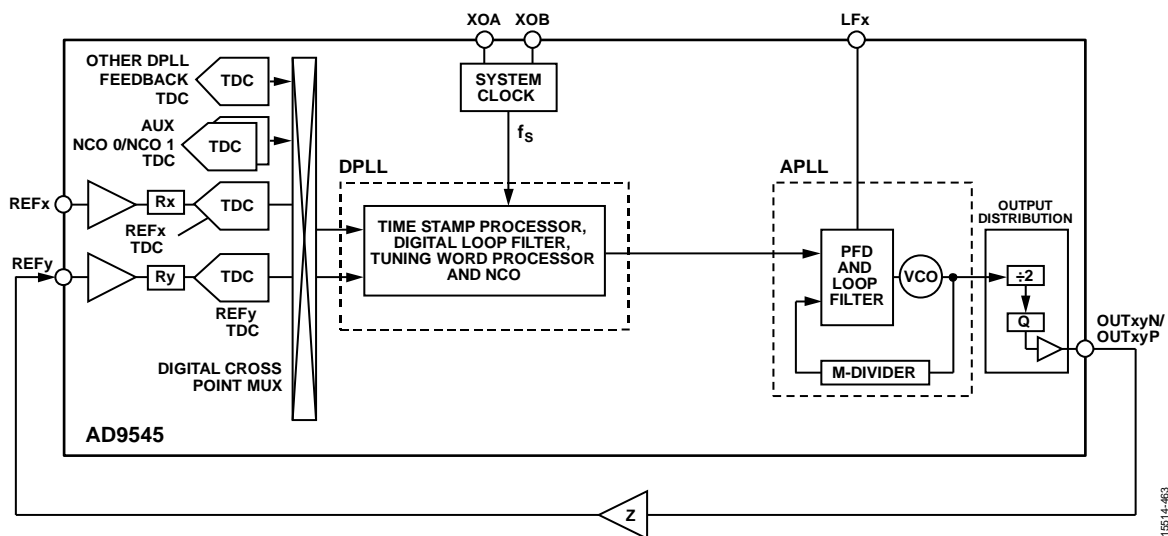 XOA XOB LFx
OTHER DPLL
FEEDBACK
TDC
TDC
AUX
NCO 0/NCO 1
TDC
TDC
SYSTEM
CLOCK
fS
DPLL
APLL
REFx
Rx
TDC
REFx
TDC
REFy
Ry
TDC
REFy
TDC
TIME STAMP PROCESSOR,
DIGITAL LOOP FILTER,
TUNING WORD PROCESSOR
AND NCO
PFD
AND
LOOP
FILTER
VCO
M-DIVIDER
OUTPUT
DISTRIBUTION
÷2
Q
OUTxyN/
OUTxyP
DIGITAL CROSS
POINT MUX
AD9545
Z
15514-463